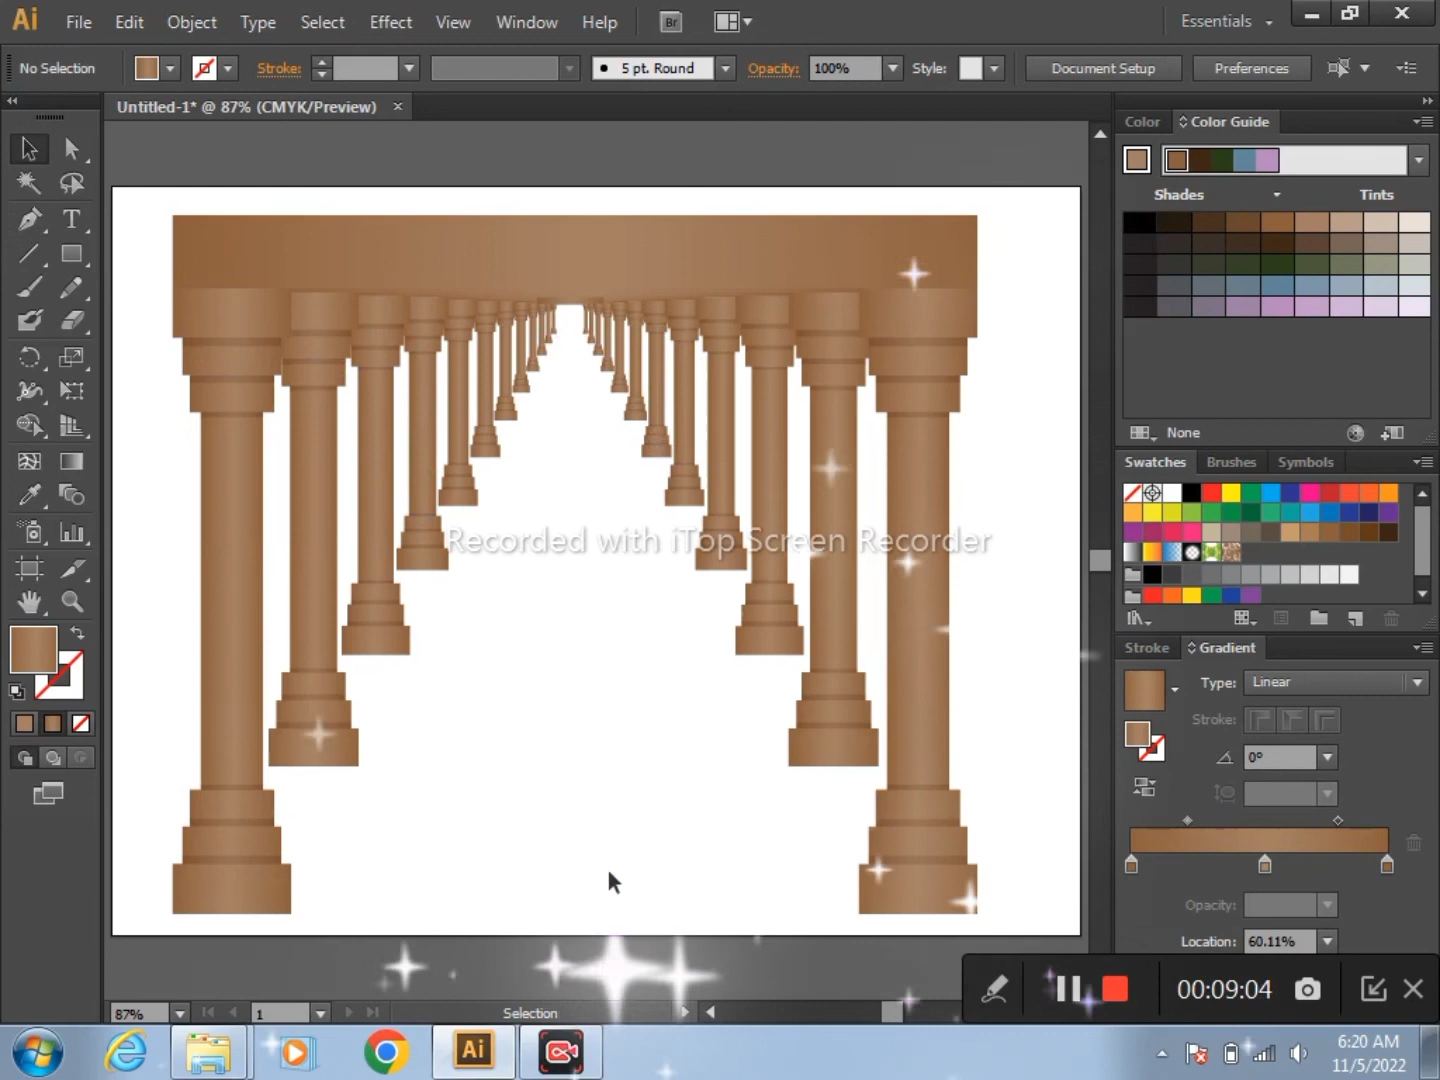 Ai File Edit Object Type Select Effect View Window Help Br Essentials
No Selection Stroke: 5 pt. Round Opacity: 100% Style: Document Setup Preferences
Untitled-1* @ 87% (CMYK/Preview) ×
Color Color Guide
Shades Tints
None
Swatches Brushes Symbols
Recorded with iTop Screen Recorder
Stroke Gradient
Type: Linear
Stroke:
0°
Opacity:
Location: 60.11%
00:09:04
87% 1 Selection
Ai
6:20 AM
11/5/2022